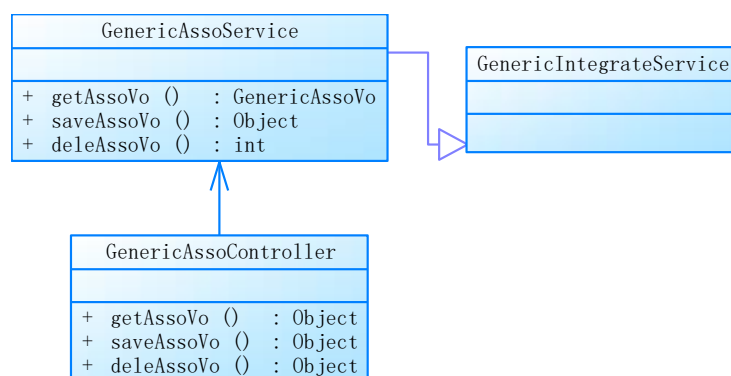 GenericAssoService
+ getAssoVo () : GenericAssoVo
+ saveAssoVo () : Object
+ deleAssoVo () : int
GenericIntegrateService
GenericAssoController
+ getAssoVo () : Object
+ saveAssoVo () : Object
+ deleAssoVo () : Object